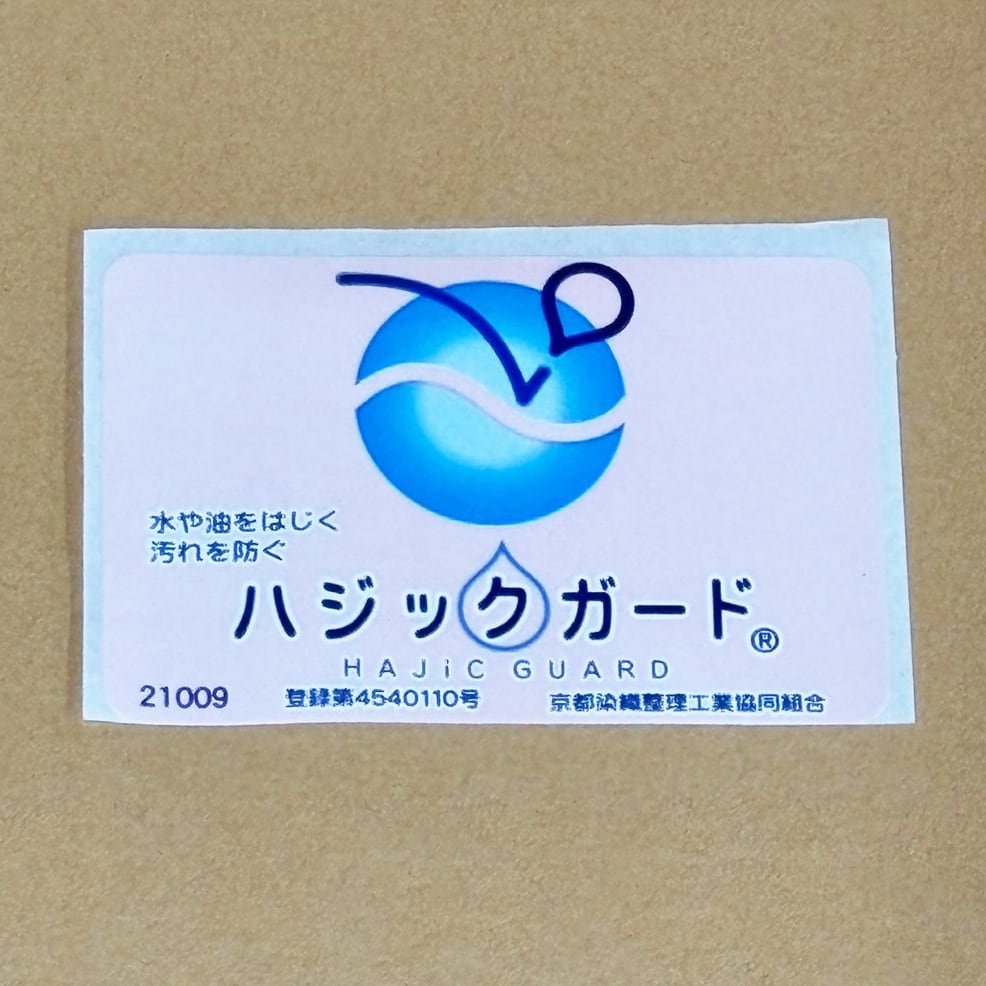 水や油をはじく
汚れを防ぐ
ハジックガード®
HAJiC GUARD
21009 登録第4540110号 京都染織整理工業協同組合